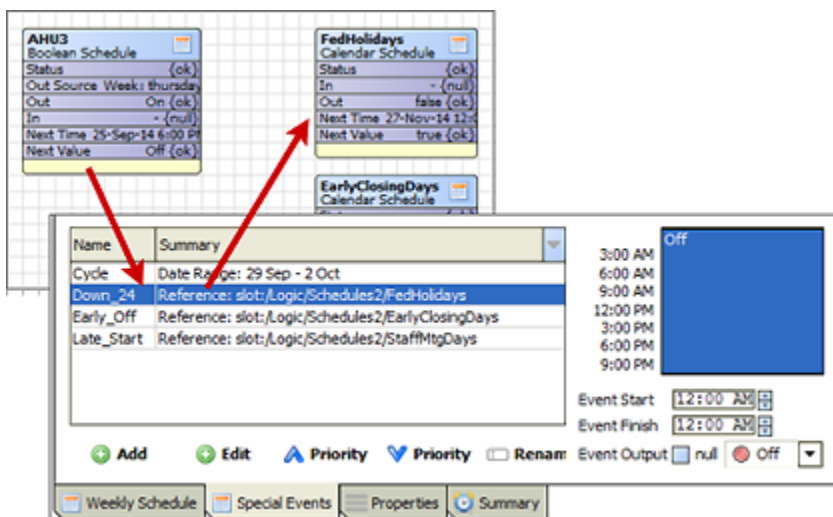 AHU3
Boolean Schedule
Status {ok}
Out Source Week: thursday
Out On {ok}
In - {null}
Next Time 25-Sep-14 6:00 PM
Next Value Off {ok}
FedHolidays
Calendar Schedule
Status {ok}
In - {null}
Out false {ok}
Next Time 27-Nov-14 12:
Next Value true {ok}
EarlyClosingDays
Calendar Schedule
Name Summary
Cycle Date Range: 29 Sep - 2 Oct
Down_24 Reference: slot:/Logic/Schedules2/FedHolidays
Early_Off Reference: slot:/Logic/Schedules2/EarlyClosingDays
Late_Start Reference: slot:/Logic/Schedules2/StaffMtgDays
Add Edit Priority Priority Renam
Off
3:00 AM
6:00 AM
9:00 AM
12:00 PM
3:00 PM
6:00 PM
9:00 PM
Event Start 12:00 AM
Event Finish 12:00 AM
Event Output null Off
Weekly Schedule Special Events Properties Summary